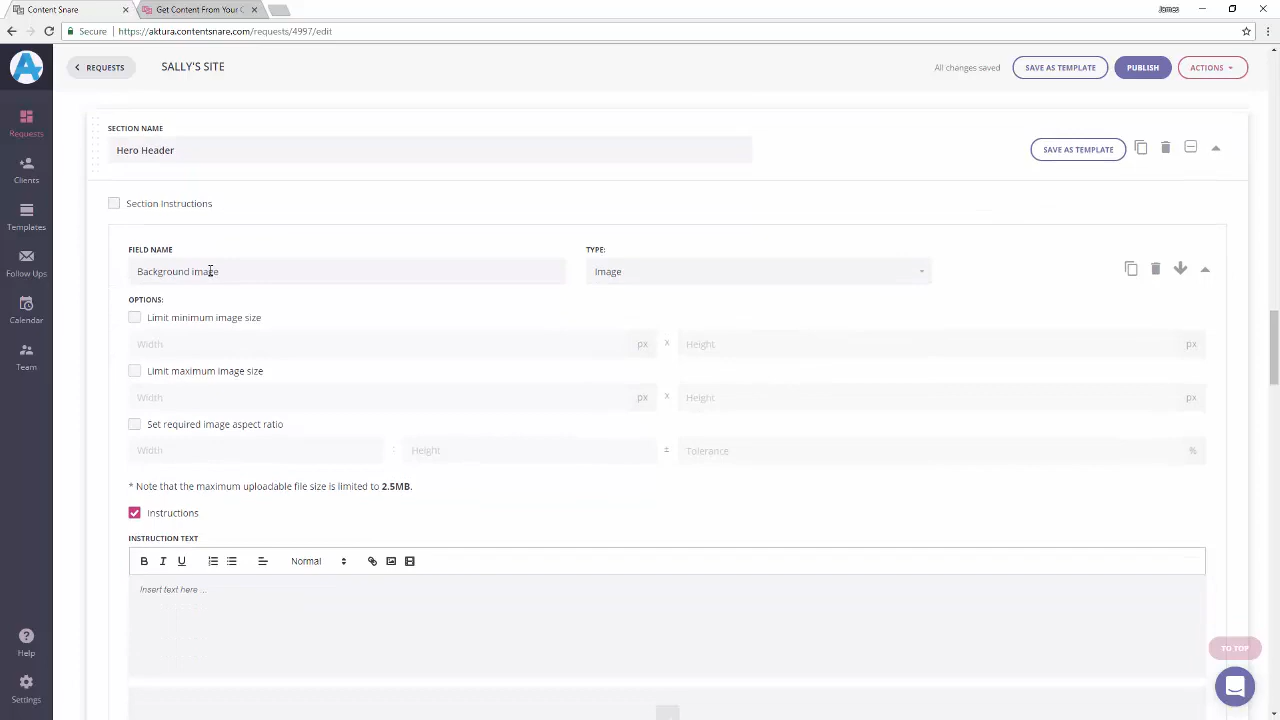 Content Snare
Get Content From Your C
James
Secure https://aktura.contentsnare.com/requests/4997/edit
REQUESTS
SALLY'S SITE
All changes saved
SAVE AS TEMPLATE
PUBLISH
ACTIONS
Requests
Clients
Templates
Follow Ups
Calendar
Team
Help
Settings
SECTION NAME
Hero Header
SAVE AS TEMPLATE
Section Instructions
FIELD NAME
TYPE:
Background image
Image
OPTIONS:
Limit minimum image size
Width px x Height px
Limit maximum image size
Width px x Height px
Set required image aspect ratio
Width : Height ± Tolerance %
* Note that the maximum uploadable file size is limited to 2.5MB.
Instructions
INSTRUCTION TEXT
B I U Normal
Insert text here ...
TO TOP